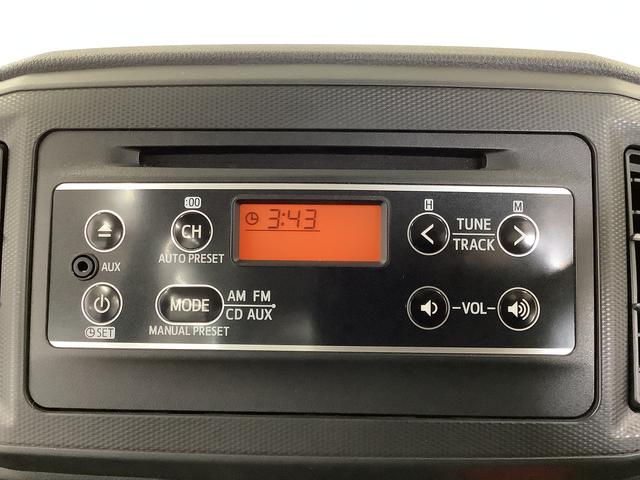 :00
CH
AUTO PRESET
3:43
H
M
TUNE
TRACK
AUX
SET
MODE
AM FM
CD AUX
MANUAL PRESET
VOL